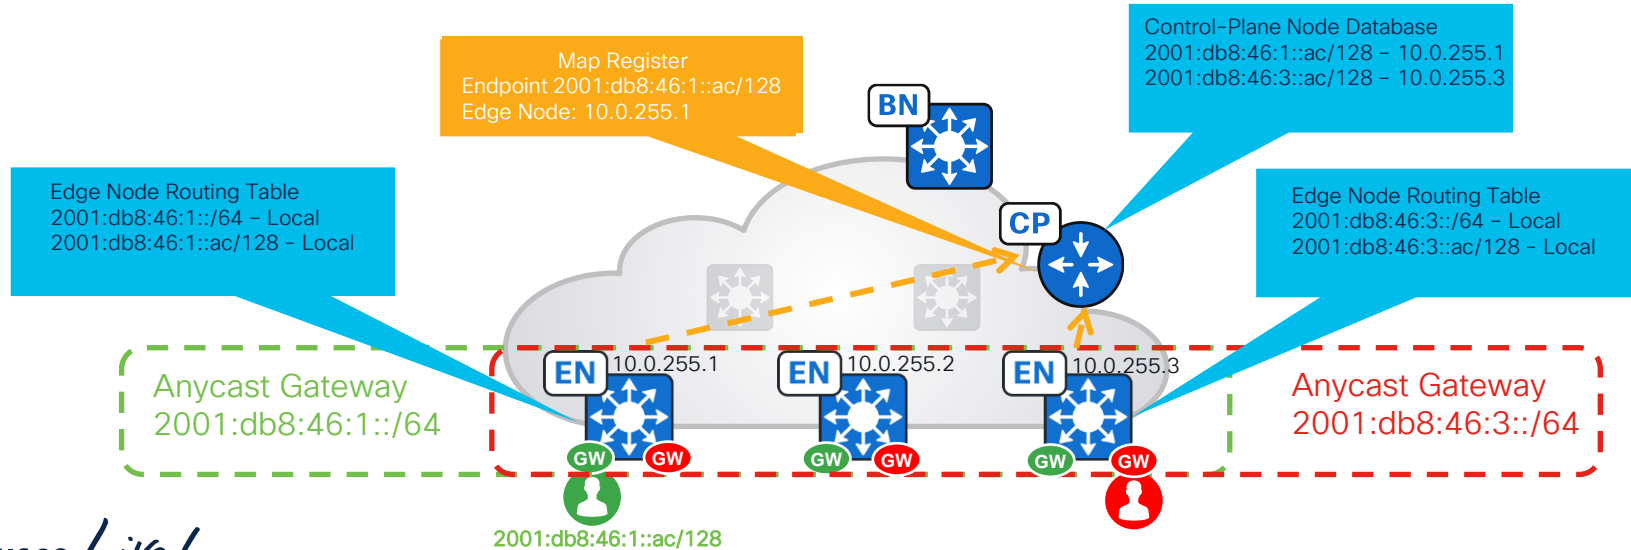 Control-Plane Node Database
2001:db8:46:1::ac/128 – 10.0.255.1
2001:db8:46:3::ac/128 – 10.0.255.3
Map Register
Endpoint 2001:db8:46:1::ac/128
Edge Node: 10.0.255.1
BN
Edge Node Routing Table
2001:db8:46:1::/64 – Local
2001:db8:46:1::ac/128 - Local
Edge Node Routing Table
2001:db8:46:3::/64 – Local
2001:db8:46:3::ac/128 - Local
CP
EN
10.0.255.1
EN
10.0.255.2
EN
10.0.255.3
Anycast Gateway
2001:db8:46:1::/64
Anycast Gateway
2001:db8:46:3::/64
GW
GW
GW
GW
GW
GW
2001:db8:46:1::ac/128